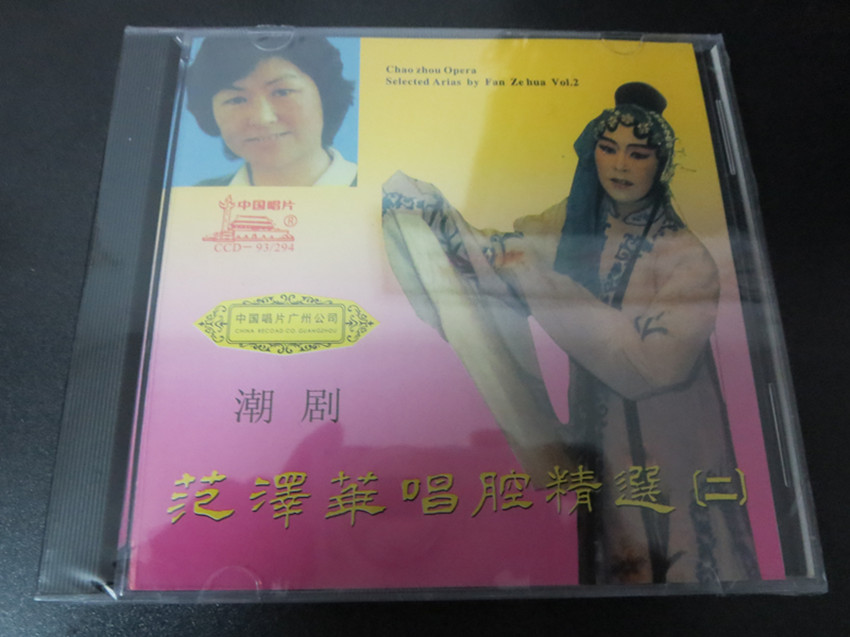 Chao zhou Opera
Selected Arias by Fan Ze hua Vol.2
中国唱片
®
CCD-93/294
中国唱片广州公司
CHINA RECOAD CO. GUANGZHOU
潮剧
范澤華唱腔精選〔二〕